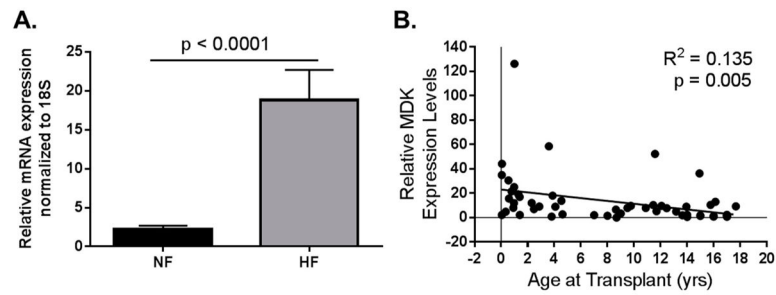 A.
p < 0.0001
Relative mRNA expression
normalized to 18S
25
20
15
10
5
0
NF
HF
B.
R² = 0.135
p = 0.005
Relative MDK
Expression Levels
140
120
100
80
60
40
20
0
-20
-2 0 2 4 6 8 10 12 14 16 18 20
Age at Transplant (yrs)